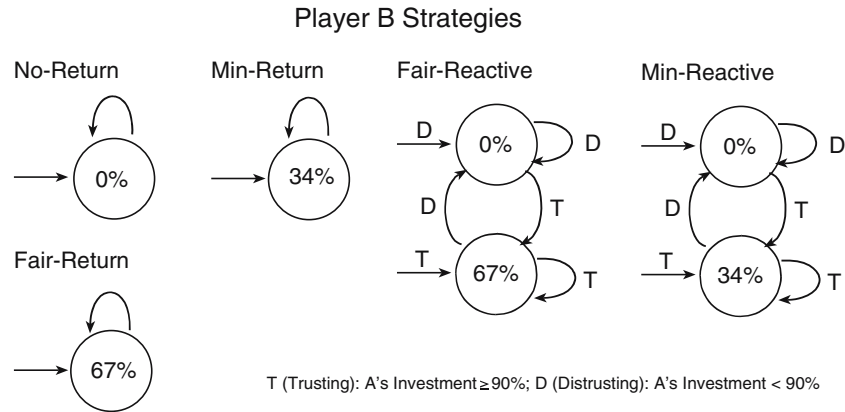 Player B Strategies
No-Return
Min-Return
Fair-Reactive
Min-Reactive
0%
34%
D
0%
D
D
T
T
67%
T
D
0%
D
D
T
T
34%
T
Fair-Return
67%
T (Trusting): A's Investment ≥ 90%; D (Distrusting): A's Investment < 90%